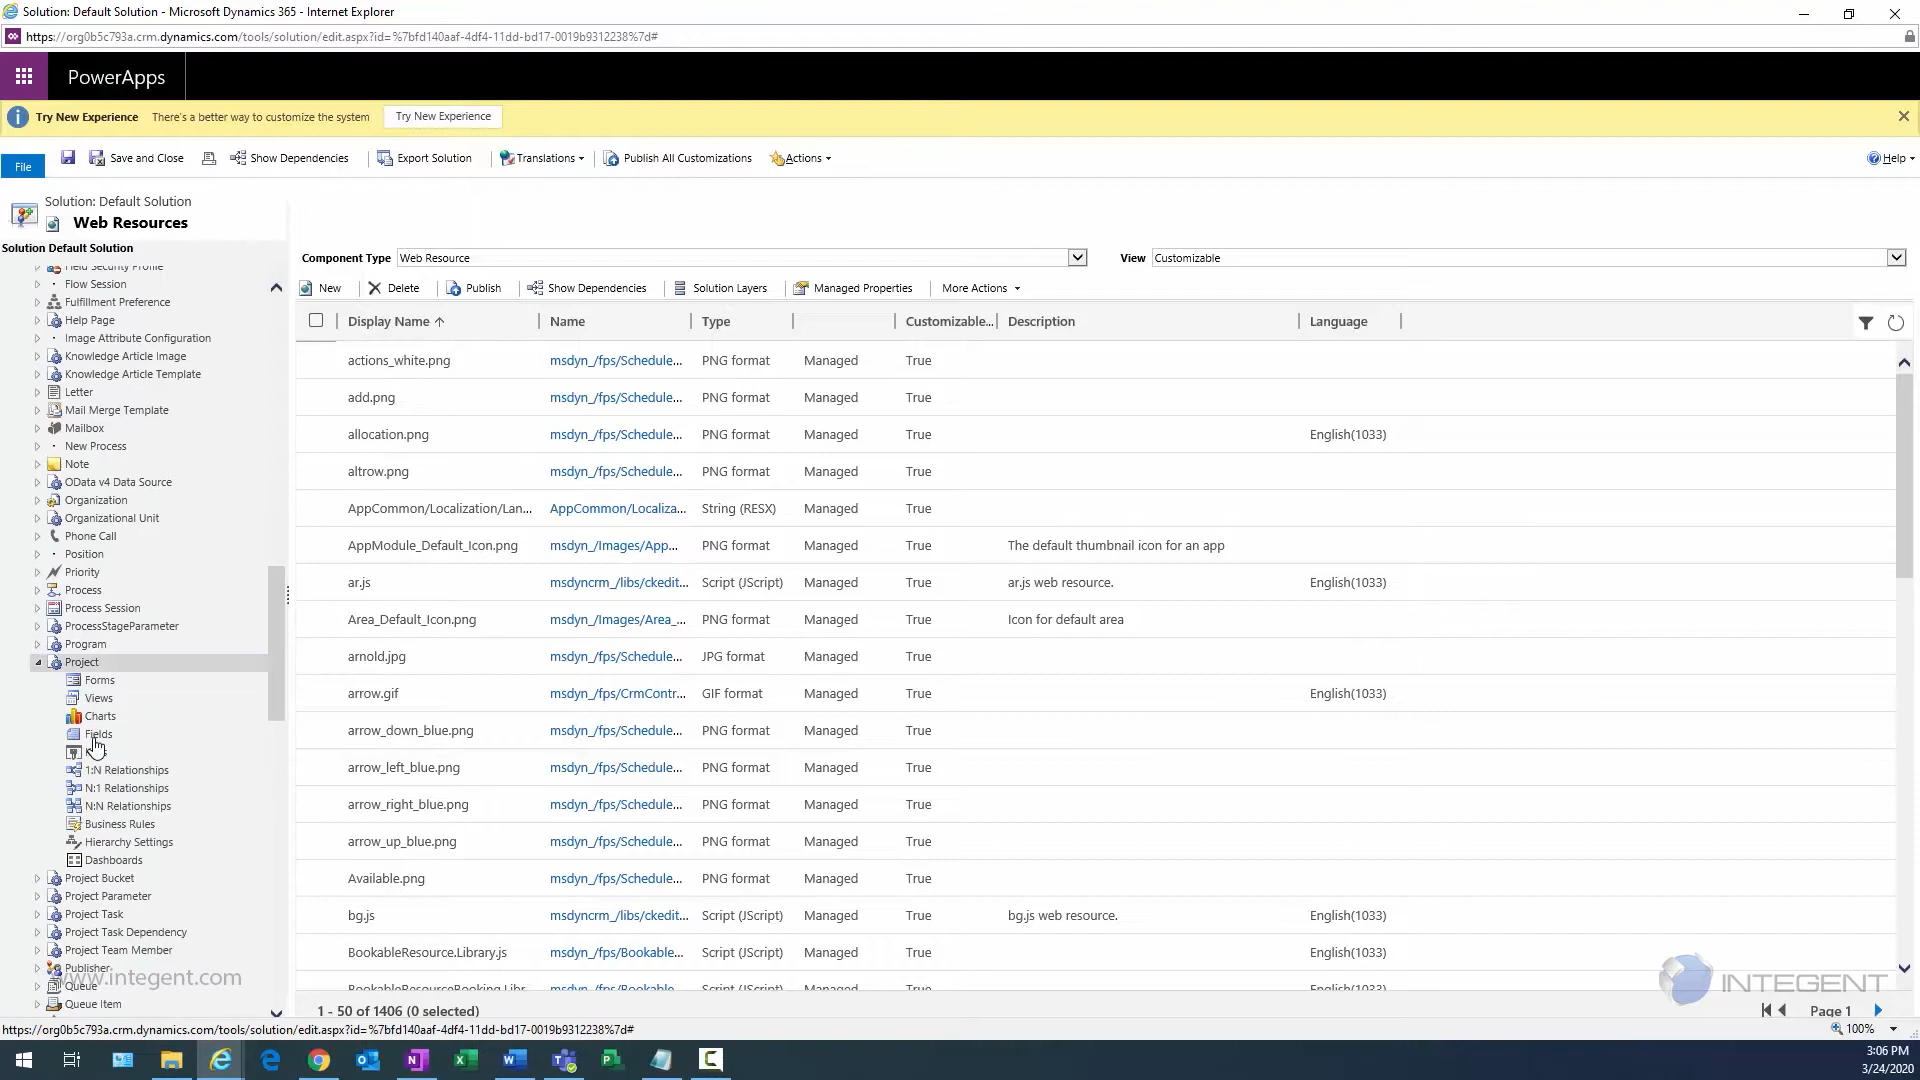 Solution: Default Solution - Microsoft Dynamics 365 - Internet Explorer
https://org0b5c793a.crm.dynamics.com/tools/solution/edit.aspx?id=%7bfd140aaf-4df4-11dd-bd17-0019b9312238%7d#
PowerApps
Try New Experience There's a better way to customize the system Try New Experience
File Save and Close Show Dependencies Export Solution Translations Publish All Customizations Actions Help
Solution: Default Solution
Web Resources
Solution Default Solution
Component Type Web Resource View Customizable
New Delete Publish Show Dependencies Solution Layers Managed Properties More Actions
Display Name Name Type Customizable... Description Language
actions_white.png msdyn_/fps/Schedule... PNG format Managed True
add.png msdyn_/fps/Schedule... PNG format Managed True
allocation.png msdyn_/fps/Schedule... PNG format Managed True English(1033)
altrow.png msdyn_/fps/Schedule... PNG format Managed True
AppCommon/Localization/Lan... AppCommon/Localiza... String (RESX) Managed True
AppModule_Default_Icon.png msdyn_/Images/App... PNG format Managed True The default thumbnail icon for an app
ar.js msdyncrm_/libs/ckedit... Script (JScript) Managed True ar.js web resource. English(1033)
Area_Default_Icon.png msdyn_/Images/Area_... PNG format Managed True Icon for default area
arnold.jpg msdyn_/fps/Schedule... JPG format Managed True
arrow.gif msdyn_/fps/CrmContr... GIF format Managed True English(1033)
arrow_down_blue.png msdyn_/fps/Schedule... PNG format Managed True
arrow_left_blue.png msdyn_/fps/Schedule... PNG format Managed True
arrow_right_blue.png msdyn_/fps/Schedule... PNG format Managed True
arrow_up_blue.png msdyn_/fps/Schedule... PNG format Managed True
Available.png msdyn_/fps/Schedule... PNG format Managed True
bg.js msdyncrm_/libs/ckedit... Script (JScript) Managed True bg.js web resource. English(1033)
BookableResource.Library.js msdyn_/fps/Bookable... Script (JScript) Managed True English(1033)
BookableResourceBooking.Libr... msdyn_/fps/Bookable... Script (JScript) Managed True English(1033)
1 - 50 of 1406 (0 selected) Page 1
Field Security Profile
Flow Session
Fulfillment Preference
Help Page
Image Attribute Configuration
Knowledge Article Image
Knowledge Article Template
Letter
Mail Merge Template
Mailbox
New Process
Note
OData v4 Data Source
Organization
Organizational Unit
Phone Call
Position
Priority
Process
Process Session
ProcessStageParameter
Program
Project
Forms
Views
Charts
Fields
1:N Relationships
N:1 Relationships
N:N Relationships
Business Rules
Hierarchy Settings
Dashboards
Project Bucket
Project Parameter
Project Task
Project Task Dependency
Project Team Member
Publisher
Queue
Queue Item
www.integent.com
INTEGENT
https://org0b5c793a.crm.dynamics.com/tools/solution/edit.aspx?id=%7bfd140aaf-4df4-11dd-bd17-0019b9312238%7d#
100%
3:06 PM
3/24/2020